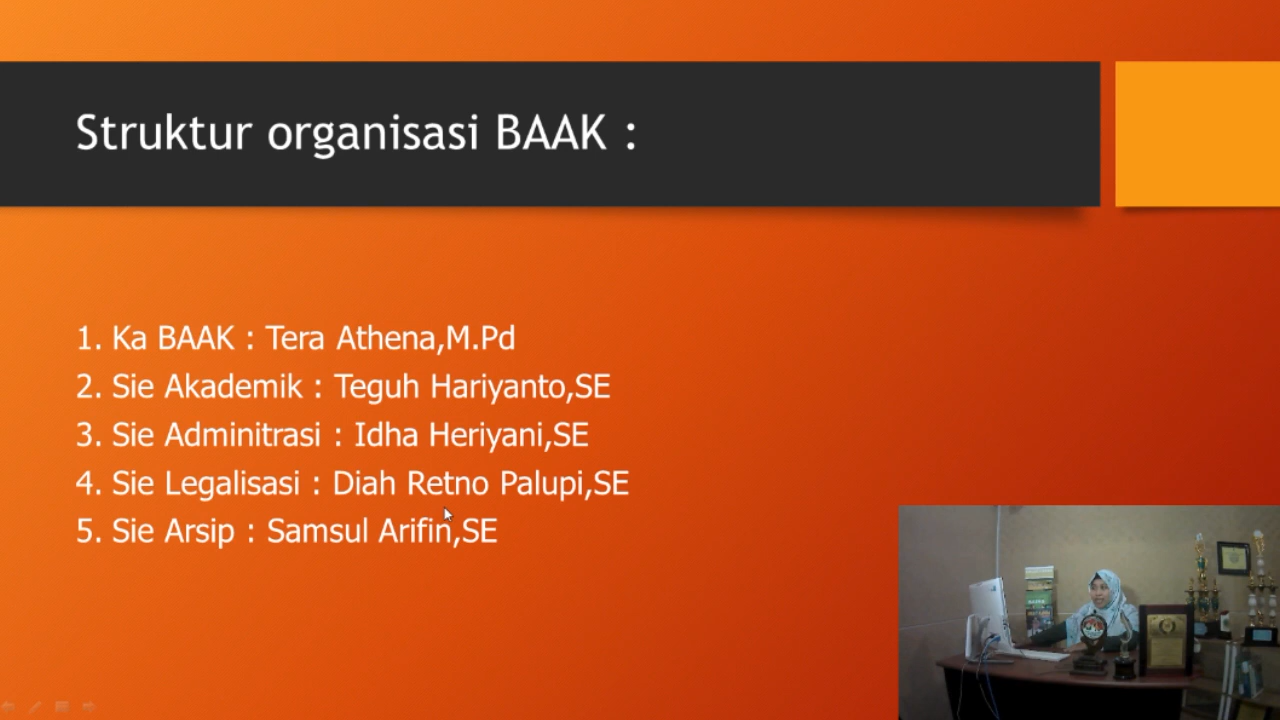 Struktur organisasi BAAK :
1. Ka BAAK : Tera Athena,M.Pd
2. Sie Akademik : Teguh Hariyanto,SE
3. Sie Adminitrasi : Idha Heriyani,SE
4. Sie Legalisasi : Diah Retno Palupi,SE
5. Sie Arsip : Samsul Arifin,SE